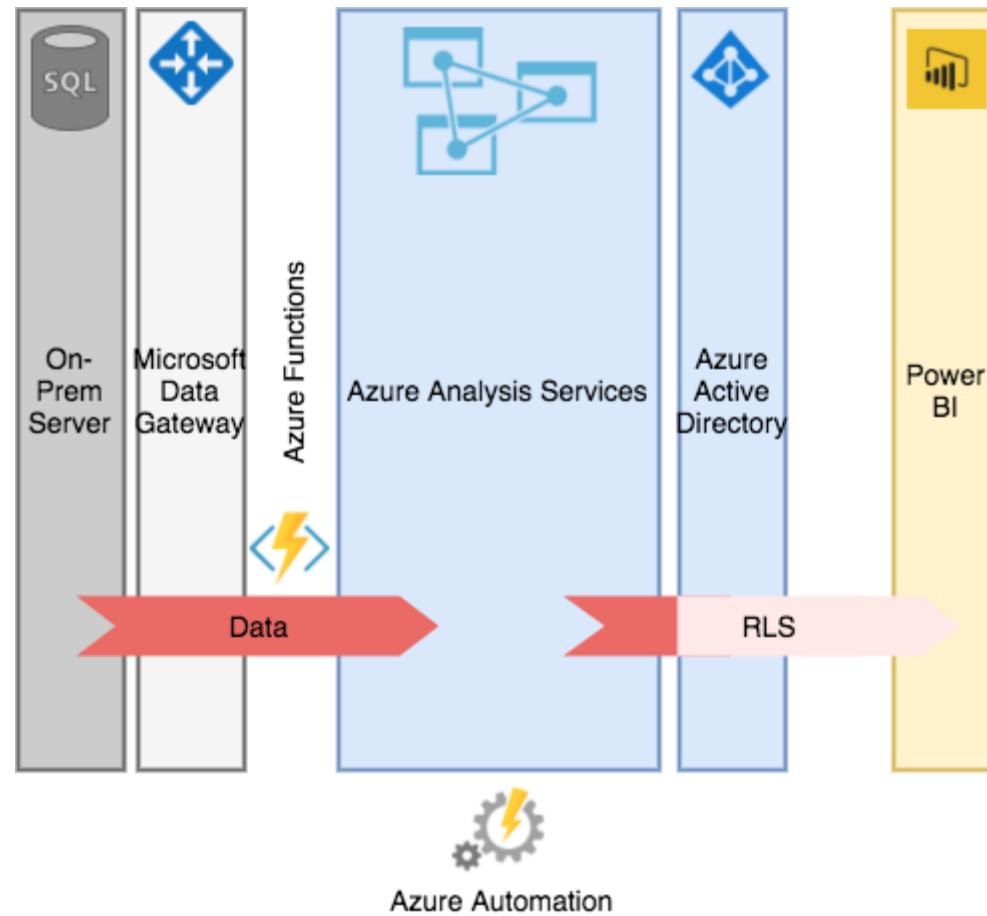 SQL
On-
Prem
Server
Microsoft
Data
Gateway
Azure Functions
Azure Analysis Services
Azure
Active
Directory
Power
BI
Data
RLS
Azure Automation